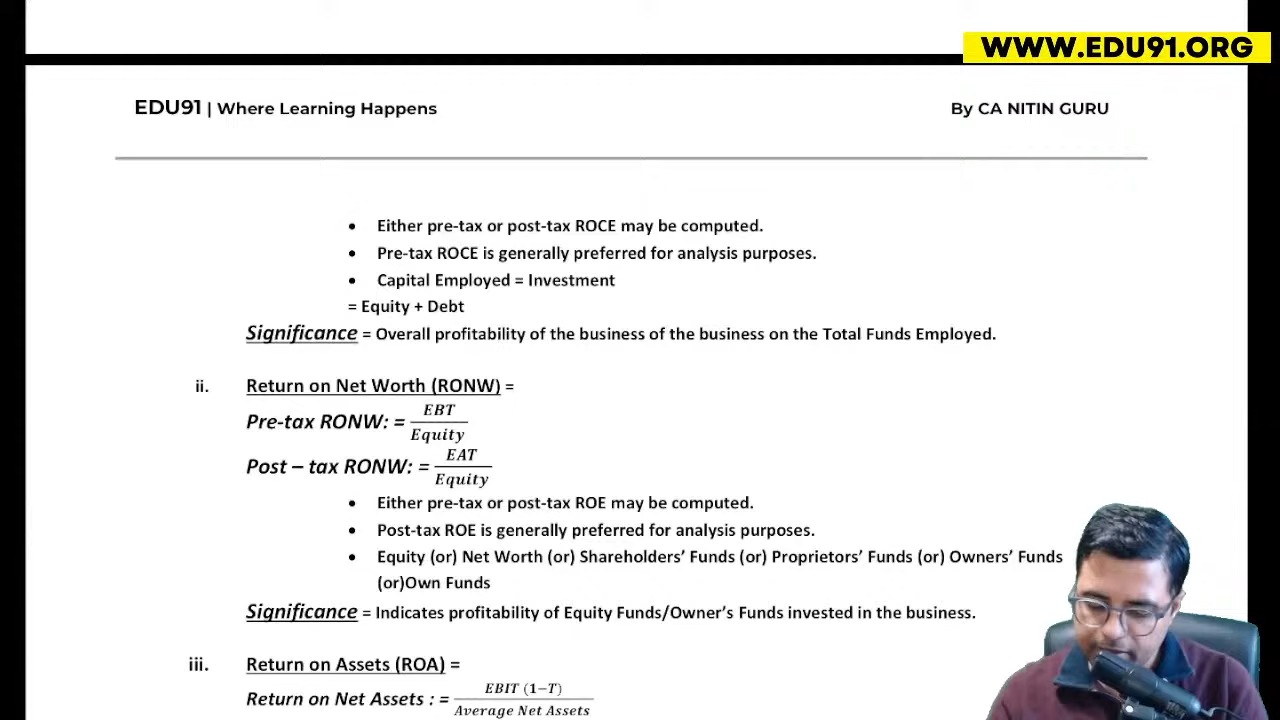 WWW.EDU91.ORG
EDU91 | Where Learning Happens By CA NITIN GURU
• Either pre-tax or post-tax ROCE may be computed.
• Pre-tax ROCE is generally preferred for analysis purposes.
• Capital Employed = Investment
= Equity + Debt
Significance = Overall profitability of the business of the business on the Total Funds Employed.
ii. Return on Net Worth (RONW) =
Pre-tax RONW: = EBT / Equity
Post – tax RONW: = EAT / Equity
• Either pre-tax or post-tax ROE may be computed.
• Post-tax ROE is generally preferred for analysis purposes.
• Equity (or) Net Worth (or) Shareholders’ Funds (or) Proprietors’ Funds (or) Owners’ Funds
(or)Own Funds
Significance = Indicates profitability of Equity Funds/Owner’s Funds invested in the business.
iii. Return on Assets (ROA) =
Return on Net Assets : = EBIT (1−T) / Average Net Assets